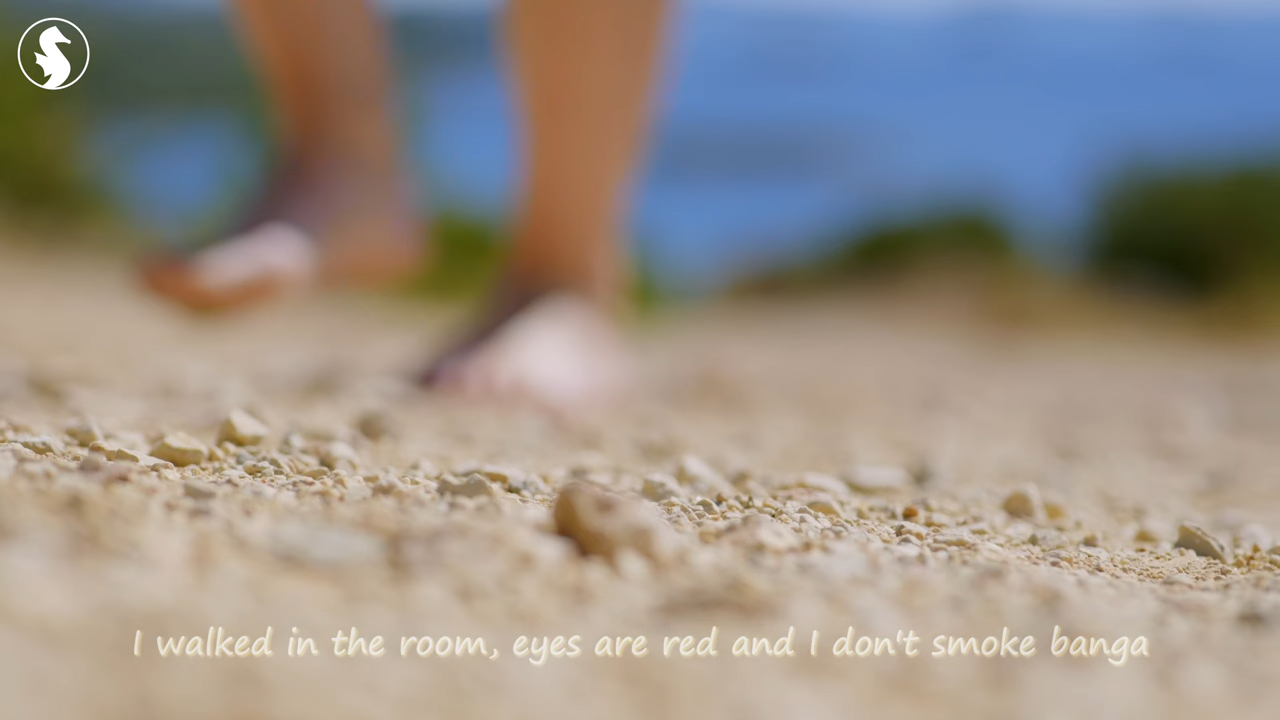 I walked in the room, eyes are red and I don't smoke banga